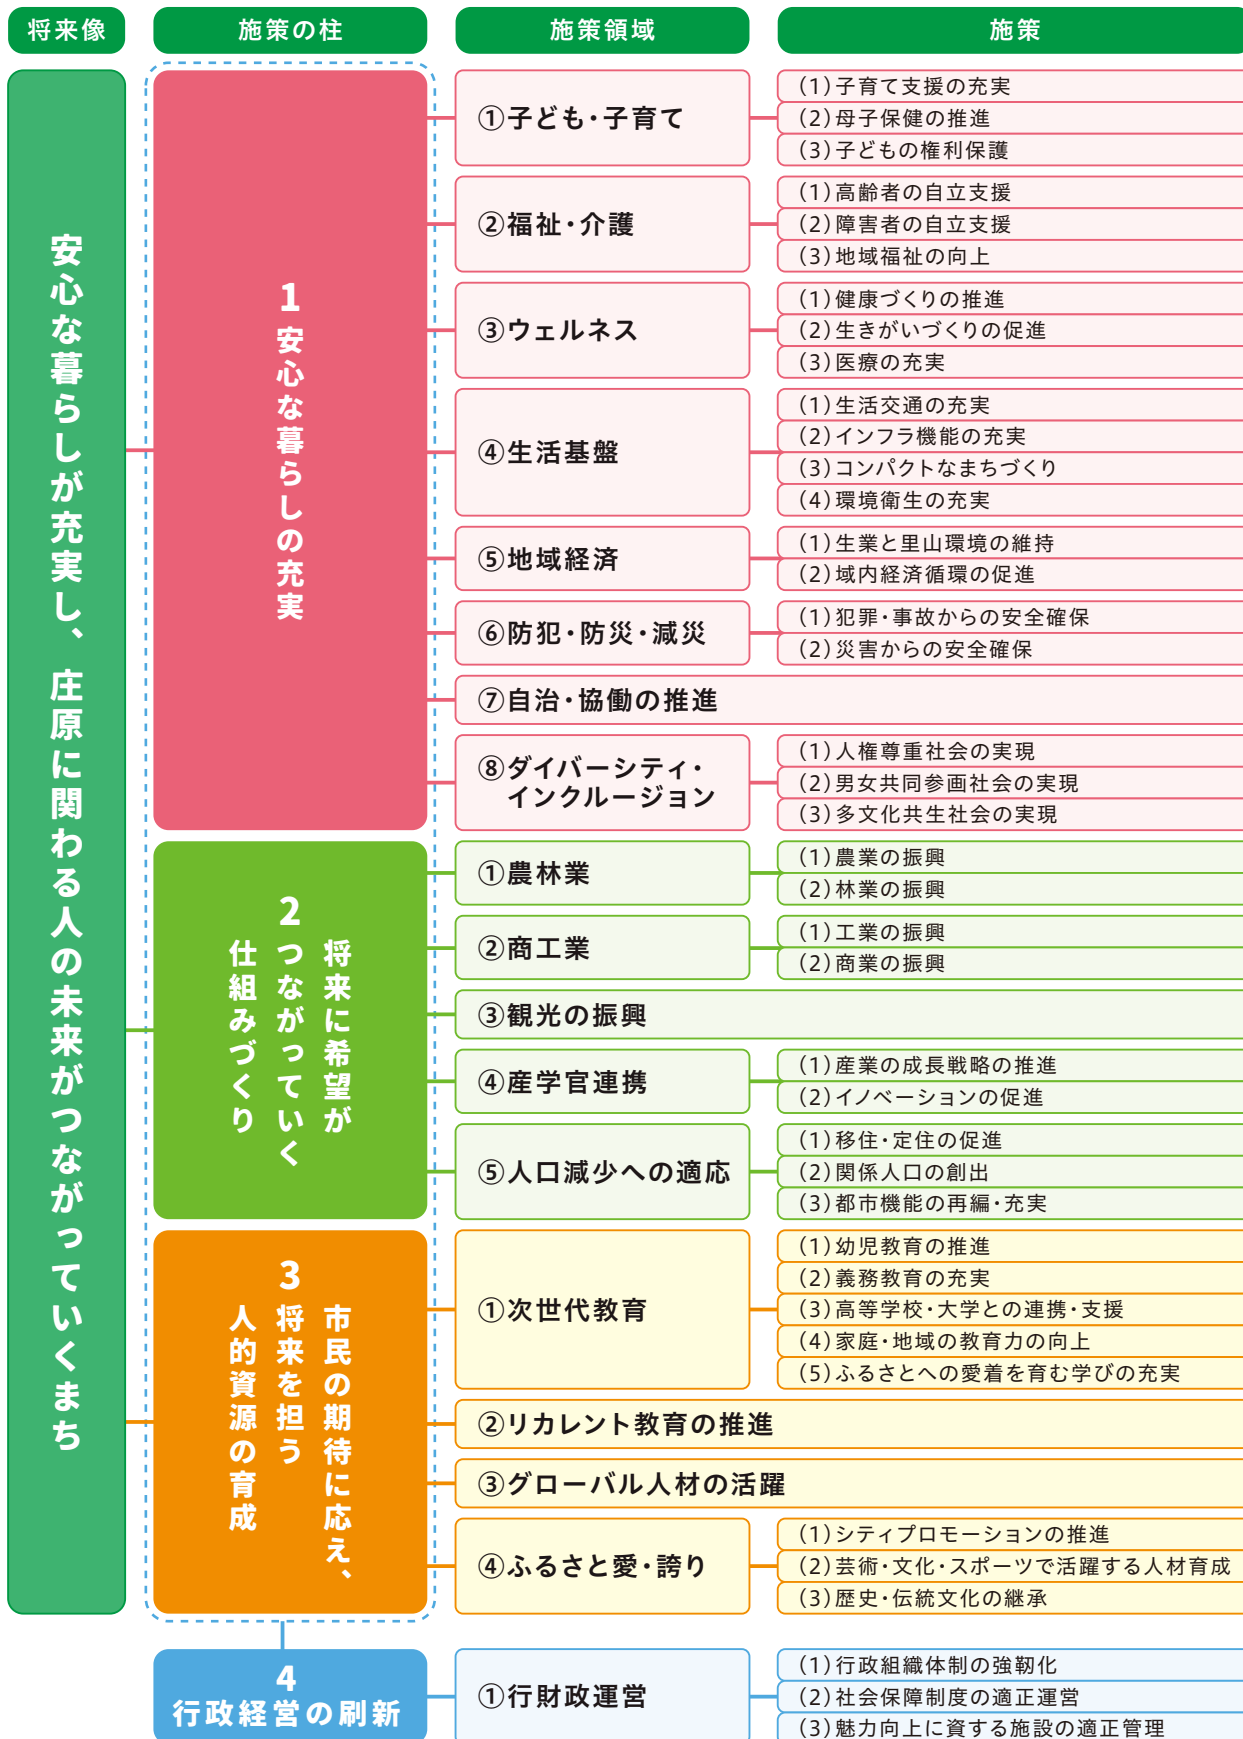 将来像
施策の柱
施策領域
施策
安心な暮らしが充実し、庄原に関わる人の未来がつながっていくまち
1
安心な暮らしの充実
①子ども・子育て
(1)子育て支援の充実
(2)母子保健の推進
(3)子どもの権利保護
②福祉・介護
(1)高齢者の自立支援
(2)障害者の自立支援
(3)地域福祉の向上
③ウェルネス
(1)健康づくりの推進
(2)生きがいづくりの促進
(3)医療の充実
④生活基盤
(1)生活交通の充実
(2)インフラ機能の充実
(3)コンパクトなまちづくり
(4)環境衛生の充実
⑤地域経済
(1)生業と里山環境の維持
(2)域内経済循環の促進
⑥防犯・防災・減災
(1)犯罪・事故からの安全確保
(2)災害からの安全確保
⑦自治・協働の推進
⑧ダイバーシティ・
インクルージョン
(1)人権尊重社会の実現
(2)男女共同参画社会の実現
(3)多文化共生社会の実現
2
将来に希望が
つながっていく
仕組みづくり
①農林業
(1)農業の振興
(2)林業の振興
②商工業
(1)工業の振興
(2)商業の振興
③観光の振興
④産学官連携
(1)産業の成長戦略の推進
(2)イノベーションの促進
⑤人口減少への適応
(1)移住・定住の促進
(2)関係人口の創出
(3)都市機能の再編・充実
3
市民の期待に応え、
将来を担う
人的資源の育成
①次世代教育
(1)幼児教育の推進
(2)義務教育の充実
(3)高等学校・大学との連携・支援
(4)家庭・地域の教育力の向上
(5)ふるさとへの愛着を育む学びの充実
②リカレント教育の推進
③グローバル人材の活躍
④ふるさと愛・誇り
(1)シティプロモーションの推進
(2)芸術・文化・スポーツで活躍する人材育成
(3)歴史・伝統文化の継承
4
行政経営の刷新
①行財政運営
(1)行政組織体制の強靭化
(2)社会保障制度の適正運営
(3)魅力向上に資する施設の適正管理